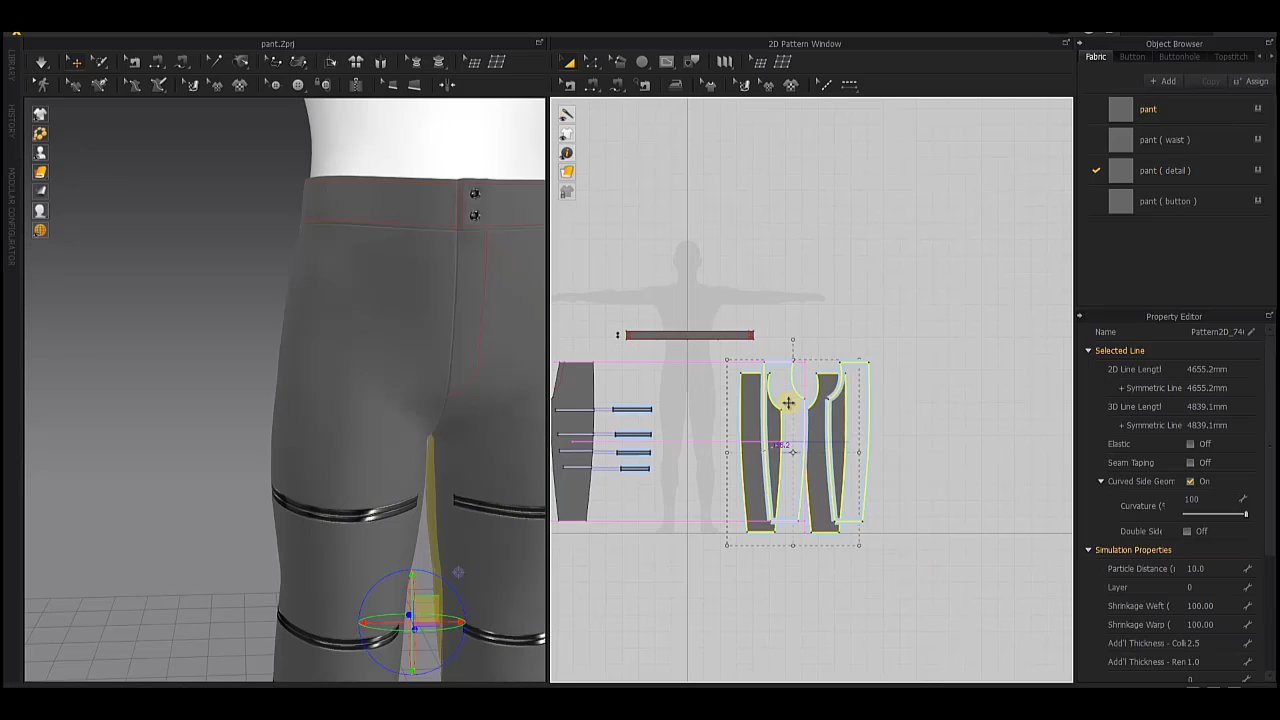 pant.Zprj
2D Pattern Window
Object Browser
Fabric
Button
Buttonhole
Topstitch
+ Add
Copy
Assign
pant
pant ( waist )
pant ( detail )
pant ( button )
LIBRARY
HISTORY
MODULAR CONFIGURATOR
Property Editor
Name
Pattern2D_74
Selected Line
2D Line Lengt
4655.2mm
+ Symmetric Line
4655.2mm
3D Line Lengt
4839.1mm
+ Symmetric Line
4839.1mm
Elastic
Off
Seam Taping
Off
Curved Side Geom
On
Curvature (
100
Double Sid
Off
Simulation Properties
Particle Distance (
10.0
Layer
0
Shrinkage Weft (
100.00
Shrinkage Warp (
100.00
Add'l Thickness - Colli
2.5
Add'l Thickness - Ren
1.0